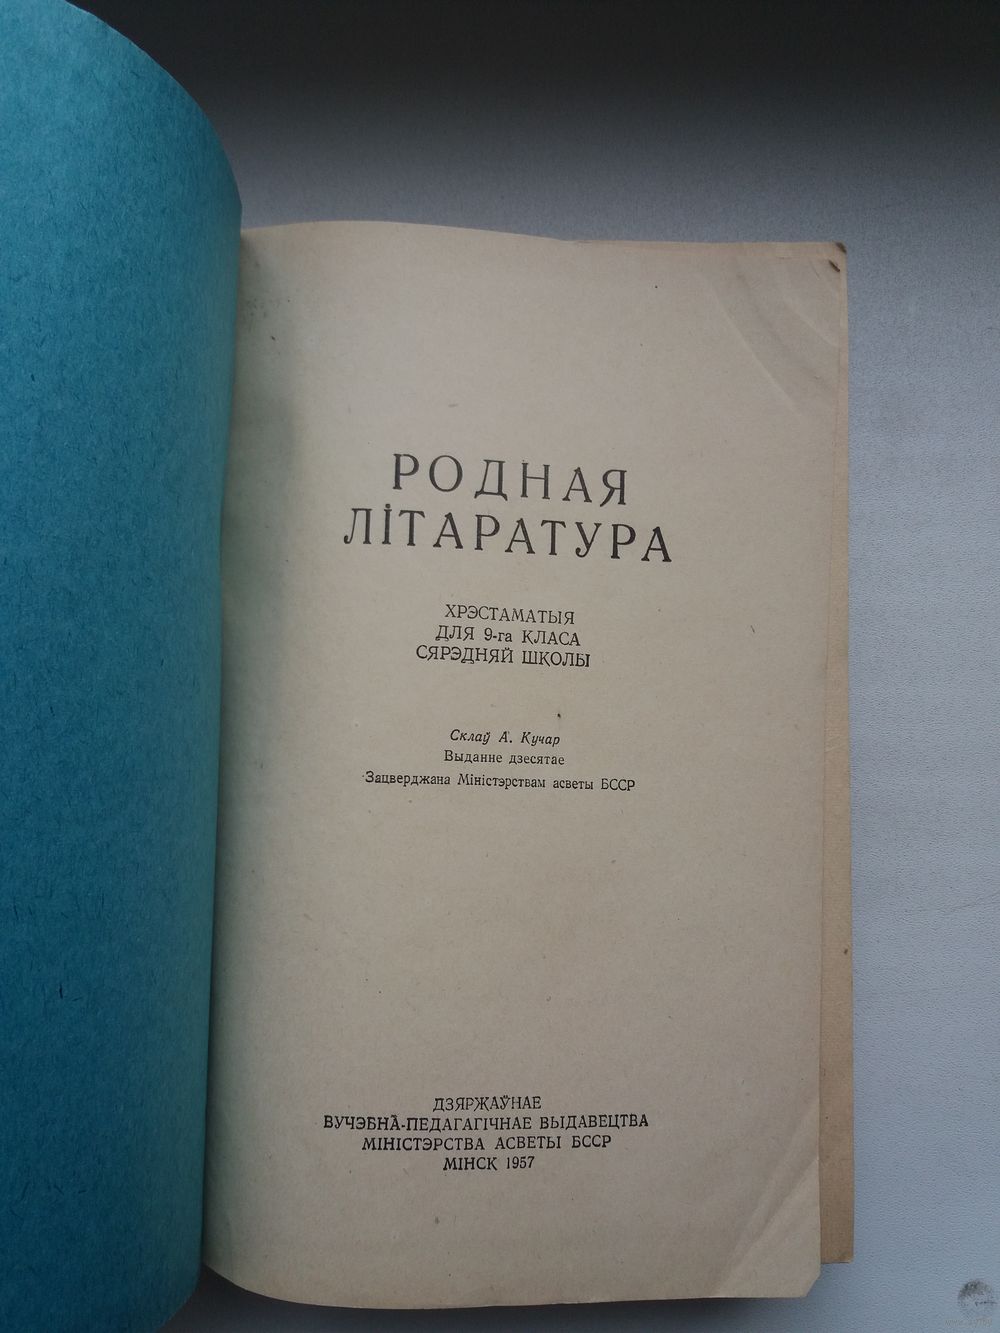 РОДНАЯ
ЛІТАРАТУРА
ХРЭСТАМАТЫЯ
ДЛЯ 9-га КЛАСА
СЯРЭДНЯЙ ШКОЛЫ
Склаў А. Кучар
Выданне дзесятае
Зацверджана Міністэрствам асветы БССР
ДЗЯРЖАЎНАЕ
ВУЧЭБНА-ПЕДАГАГІЧНАЕ ВЫДАВЕЦТВА
МІНІСТЭРСТВА АСВЕТЫ БССР
МІНСК 1957